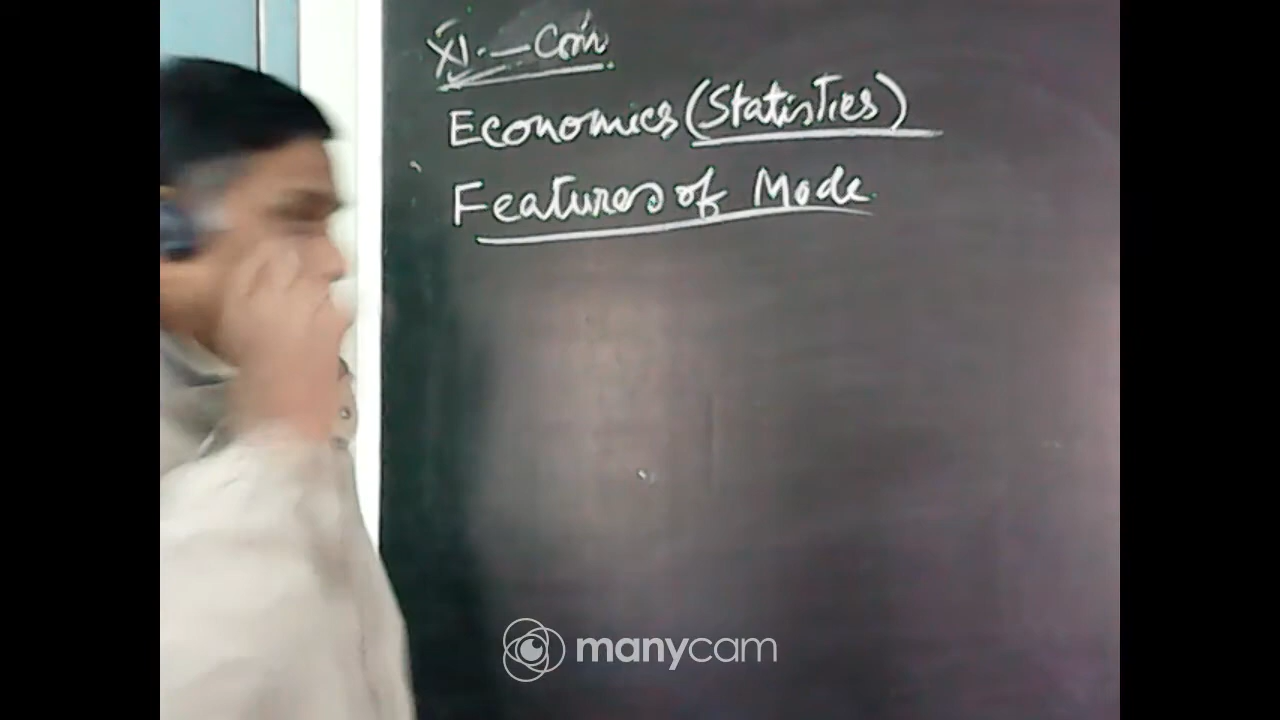 XI. — Com
Economics (Statistics)
Features of Mode
manycam